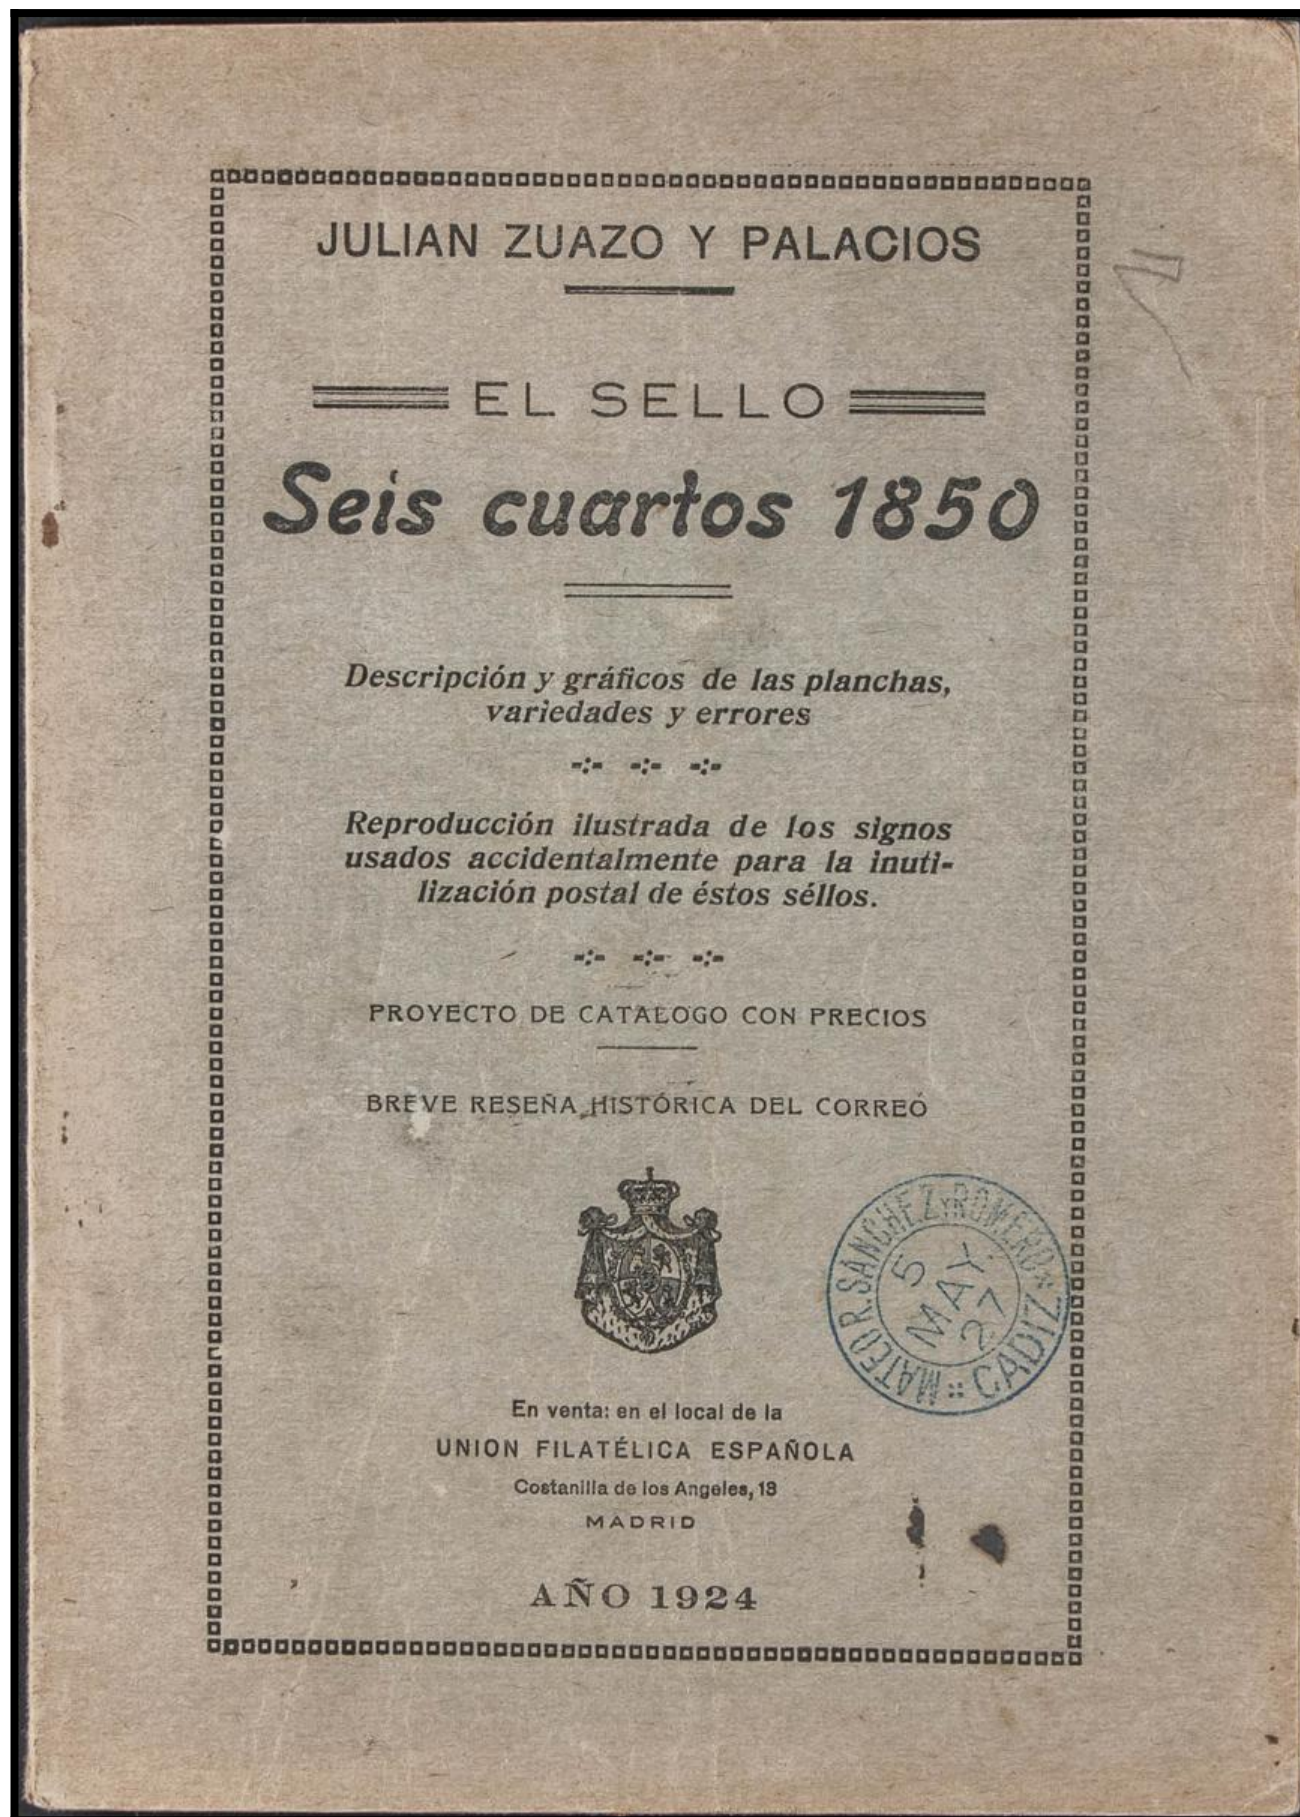 JULIAN ZUAZO Y PALACIOS
EL SELLO
Seis cuartos 1850
Descripción y gráficos de las planchas,
variedades y errores
Reproducción ilustrada de los signos
usados accidentalmente para la inuti-
lización postal de éstos séllos.
PROYECTO DE CATALOGO CON PRECIOS
BREVE RESEÑA HISTÓRICA DEL CORREO
MATEO R. SANCHEZ Y ROMERO
5
MAY.
27
CADIZ
En venta: en el local de la
UNION FILATÉLICA ESPAÑOLA
Costanilla de los Angeles, 13
MADRID
AÑO 1924